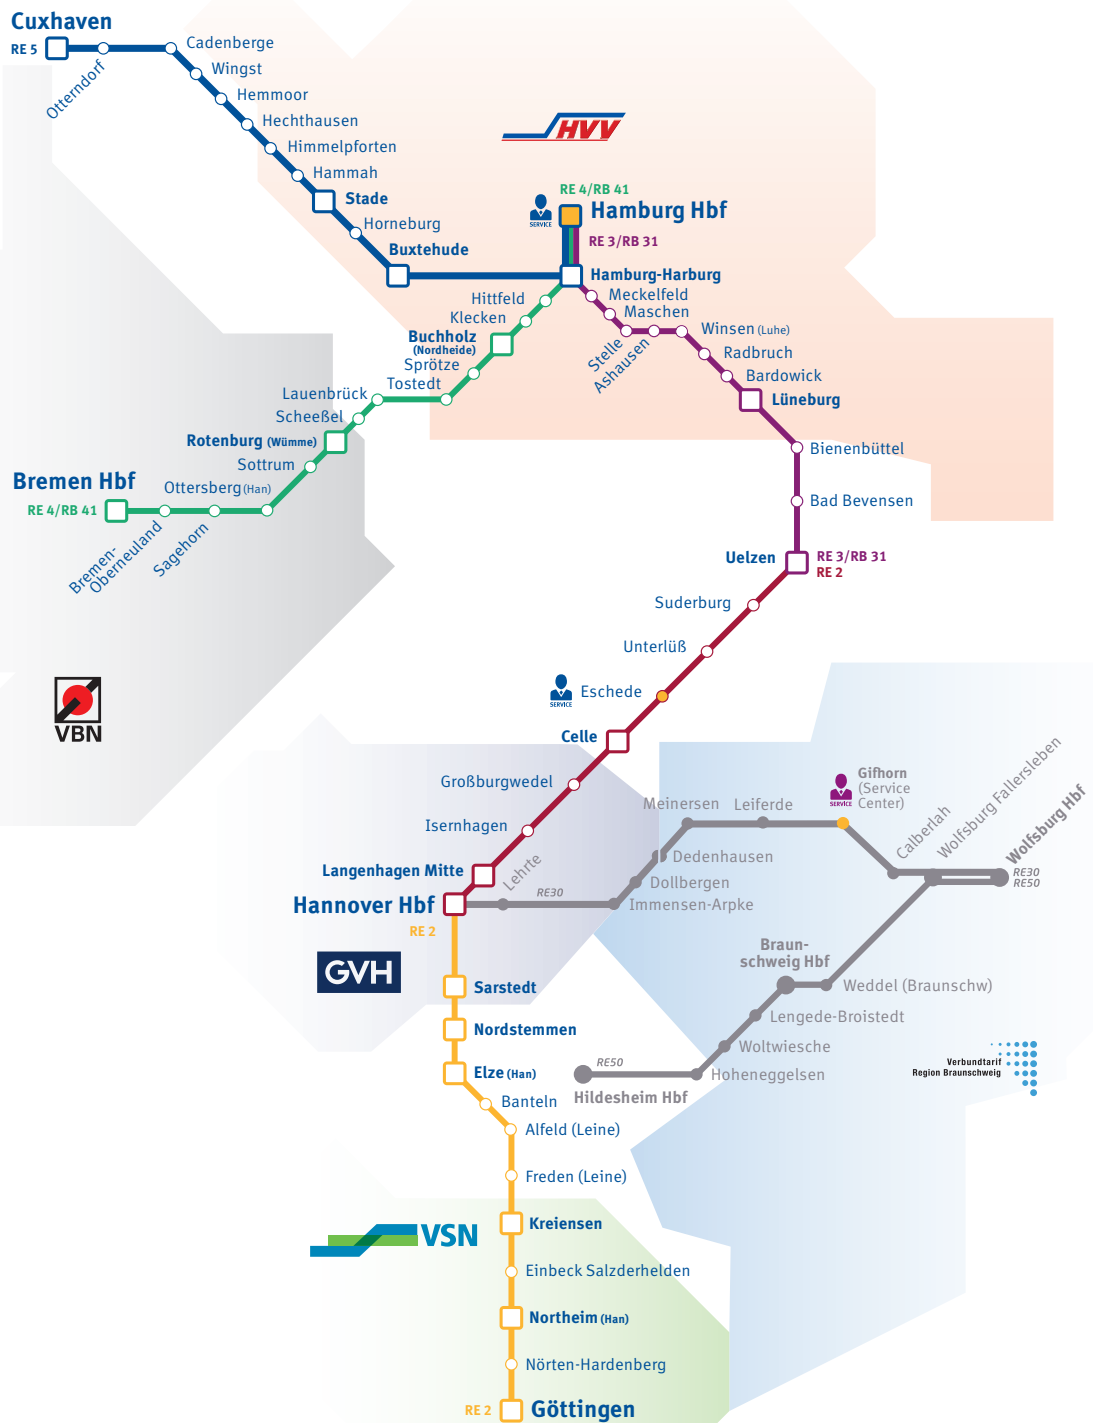 Cuxhaven
RE 5
Otterndorf
Cadenberge
Wingst
Hemmoor
Hechthausen
Himmelpforten
Hammah
Stade
Horneburg
Buxtehude
HVV
RE 4/RB 41
SERVICE
Hamburg Hbf
RE 3/RB 31
Hamburg-Harburg
Hittfeld
Klecken
Buchholz
(Nordheide)
Sprötze
Tostedt
Lauenbrück
Scheeßel
Rotenburg (Wümme)
Sottrum
Ottersberg (Han)
Bremen Hbf
RE 4/RB 41
Bremen-
Oberneuland
Sagehorn
Meckelfeld
Maschen
Stelle
Ashausen
Winsen (Luhe)
Radbruch
Bardowick
Lüneburg
Bienenbüttel
Bad Bevensen
Uelzen
RE 3/RB 31
RE 2
Suderburg
Unterlüß
SERVICE
Eschede
Celle
VBN
Großburgwedel
Isernhagen
Langenhagen Mitte
Hannover Hbf
RE 2
Lehrte
RE30
Immensen-Arpke
Dollbergen
Dedenhausen
Meinersen
Leiferde
SERVICE
Gifhorn
(Service
Center)
Calberlah
Wolfsburg Fallersleben
Wolfsburg Hbf
RE30
RE50
Braun-
schweig Hbf
Weddel (Braunschw)
Lengede-Broistedt
Woltwiesche
Hoheneggelsen
RE50
Hildesheim Hbf
Verbundtarif
Region Braunschweig
GVH
Sarstedt
Nordstemmen
Elze (Han)
Banteln
Alfeld (Leine)
Freden (Leine)
VSN
Kreiensen
Einbeck Salzderhelden
Northeim (Han)
Nörten-Hardenberg
RE 2
Göttingen